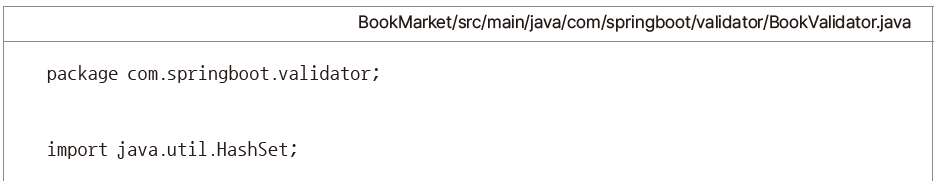 BookMarket/src/main/java/com/springboot/validator/BookValidator.java
package com.springboot.validator;
import java.util.HashSet;